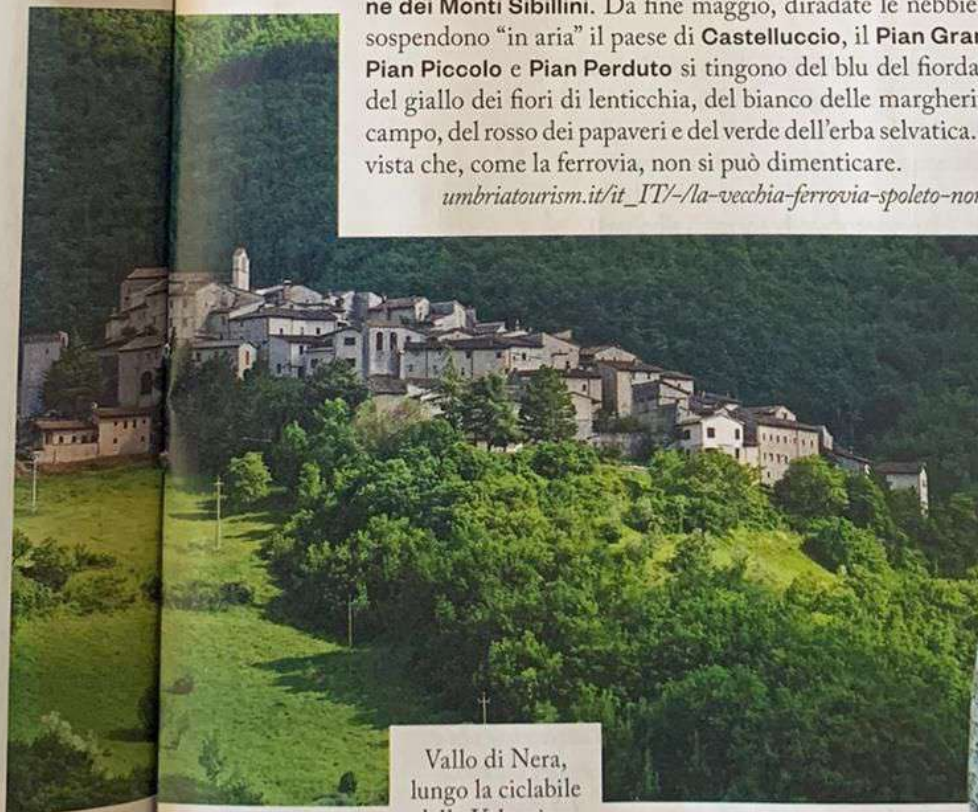 ne dei Monti Sibillini. Da fine maggio, diradate le nebbie
sospendono “in aria” il paese di Castelluccio, il Pian Gran
Pian Piccolo e Pian Perduto si tingono del blu del fiorda
del giallo dei fiori di lenticchia, del bianco delle margheri
campo, del rosso dei papaveri e del verde dell'erba selvatica.
vista che, come la ferrovia, non si può dimenticare.
umbriatourism.it/it_IT/-/la-vecchia-ferrovia-spoleto-nor
Vallo di Nera,
lungo la ciclabile